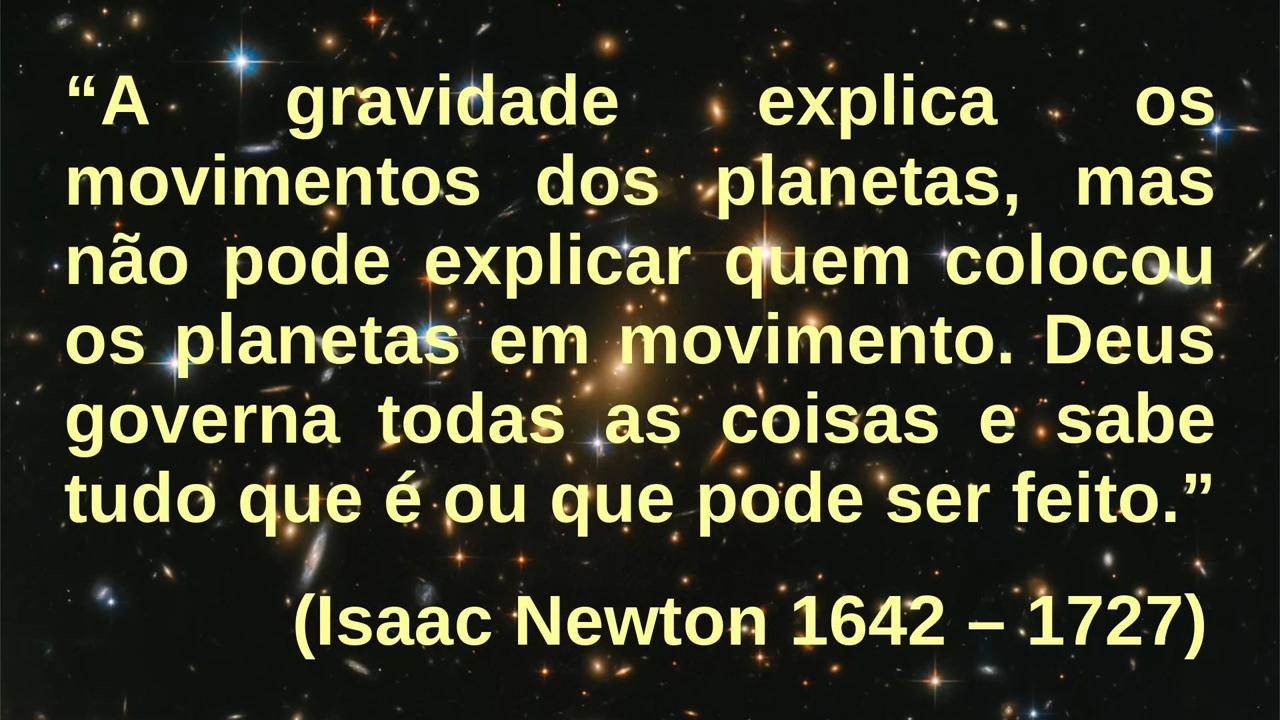 “A gravidade explica os
movimentos dos planetas, mas
não pode explicar quem colocou
os planetas em movimento. Deus
governa todas as coisas e sabe
tudo que é ou que pode ser feito.”
(Isaac Newton 1642 – 1727)